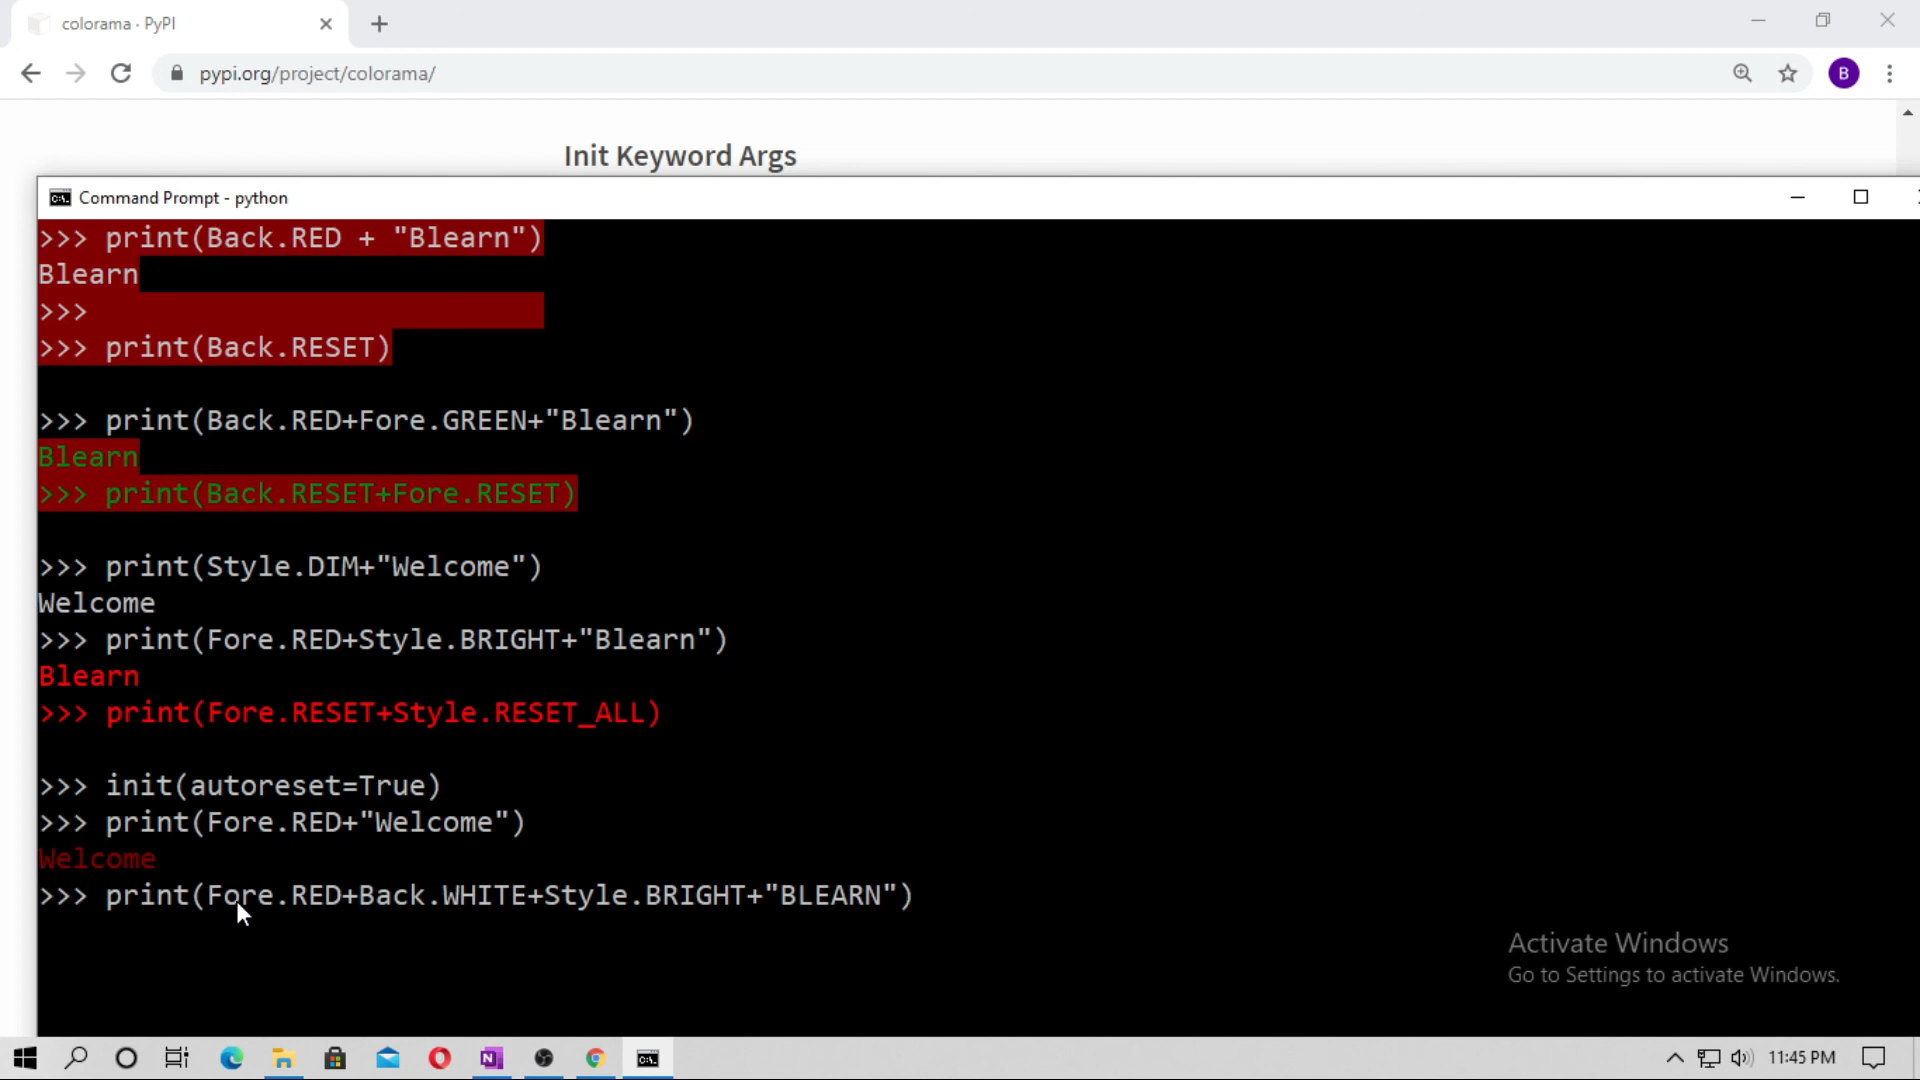 colorama · PyPI
pypi.org/project/colorama/
B
Init Keyword Args
Command Prompt - python
>>> print(Back.RED + "Blearn")
Blearn
>>>
>>> print(Back.RESET)
>>> print(Back.RED+Fore.GREEN+"Blearn")
Blearn
>>> print(Back.RESET+Fore.RESET)
>>> print(Style.DIM+"Welcome")
Welcome
>>> print(Fore.RED+Style.BRIGHT+"Blearn")
Blearn
>>> print(Fore.RESET+Style.RESET_ALL)
>>> init(autoreset=True)
>>> print(Fore.RED+"Welcome")
Welcome
>>> print(Fore.RED+Back.WHITE+Style.BRIGHT+"BLEARN")
Activate Windows
Go to Settings to activate Windows.
11:45 PM